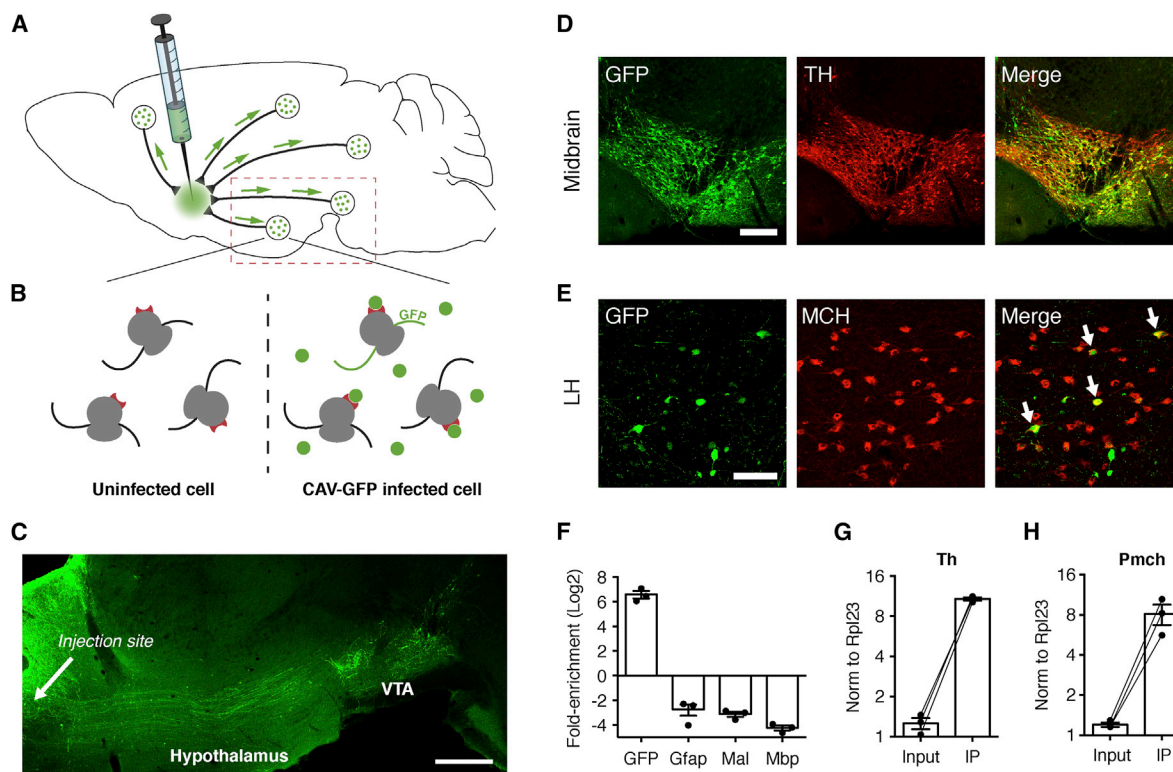 A
B
GFP
Uninfected cell
CAV-GFP infected cell
C
Injection site
VTA
Hypothalamus
D
GFP
TH
Merge
Midbrain
E
GFP
MCH
Merge
LH
F
Fold-enrichment (Log2)
8
6
4
2
0
-2
-4
GFP
Gfap
Mal
Mbp
G
Th
Norm to Rpl23
16
8
4
2
1
Input
IP
H
Pmch
Norm to Rpl23
16
8
4
2
1
Input
IP